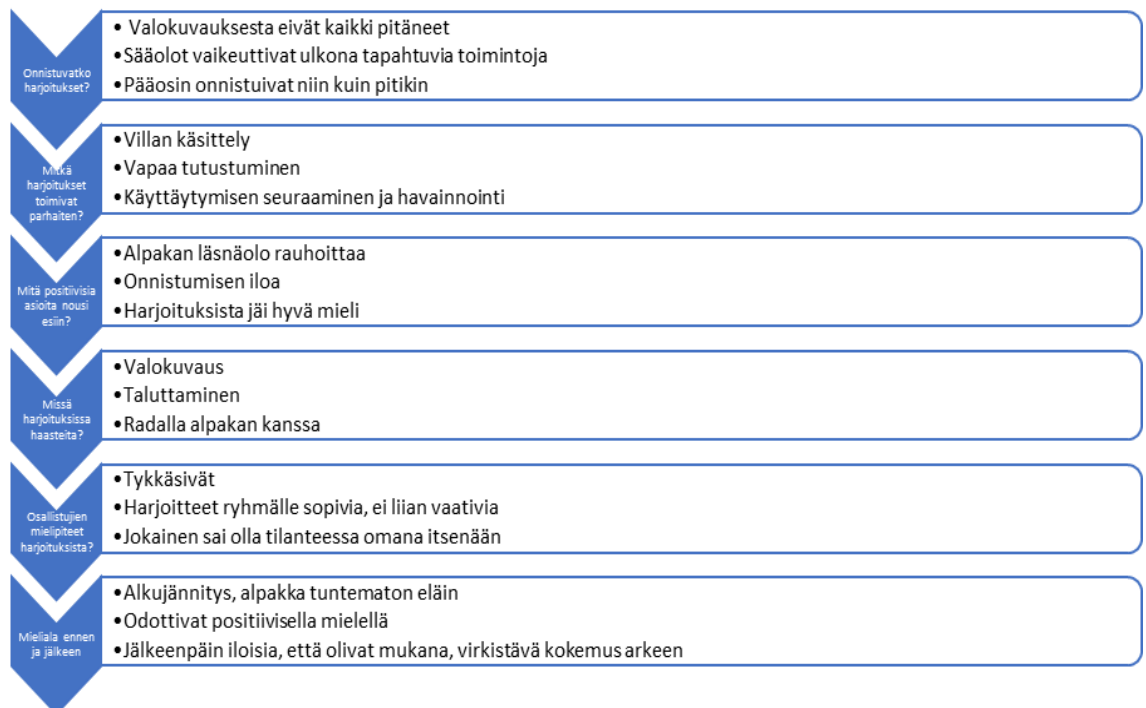 Onnistuvatko
harjoitukset?
• Valokuvauksesta eivät kaikki pitäneet
• Sääolot vaikeuttivat ulkona tapahtuvia toimintoja
• Pääosin onnistuivat niin kuin pitikin
Mitkä
harjoitukset
toimivat
parhaiten?
• Villan käsittely
• Vapaa tutustuminen
• Käyttäytymisen seuraaminen ja havainnointi
Mitä positiivisia
asioita nousi
esiin?
• Alpakan läsnäolo rauhoittaa
• Onnistumisen iloa
• Harjoituksista jäi hyvä mieli
Missä
harjoituksissa
haasteita?
• Valokuvaus
• Taluttaminen
• Radalla alpakan kanssa
Osallistujien
mielipiteet
harjoituksista?
• Tykkäsivät
• Harjoitteet ryhmälle sopivia, ei liian vaativia
• Jokainen sai olla tilanteessa omana itsenään
Mieliala ennen
ja jälkeen
• Alkujännitys, alpakka tuntematon eläin
• Odottivat positiivisella mielellä
• Jälkeenpäin iloisia, että olivat mukana, virkistävä kokemus arkeen